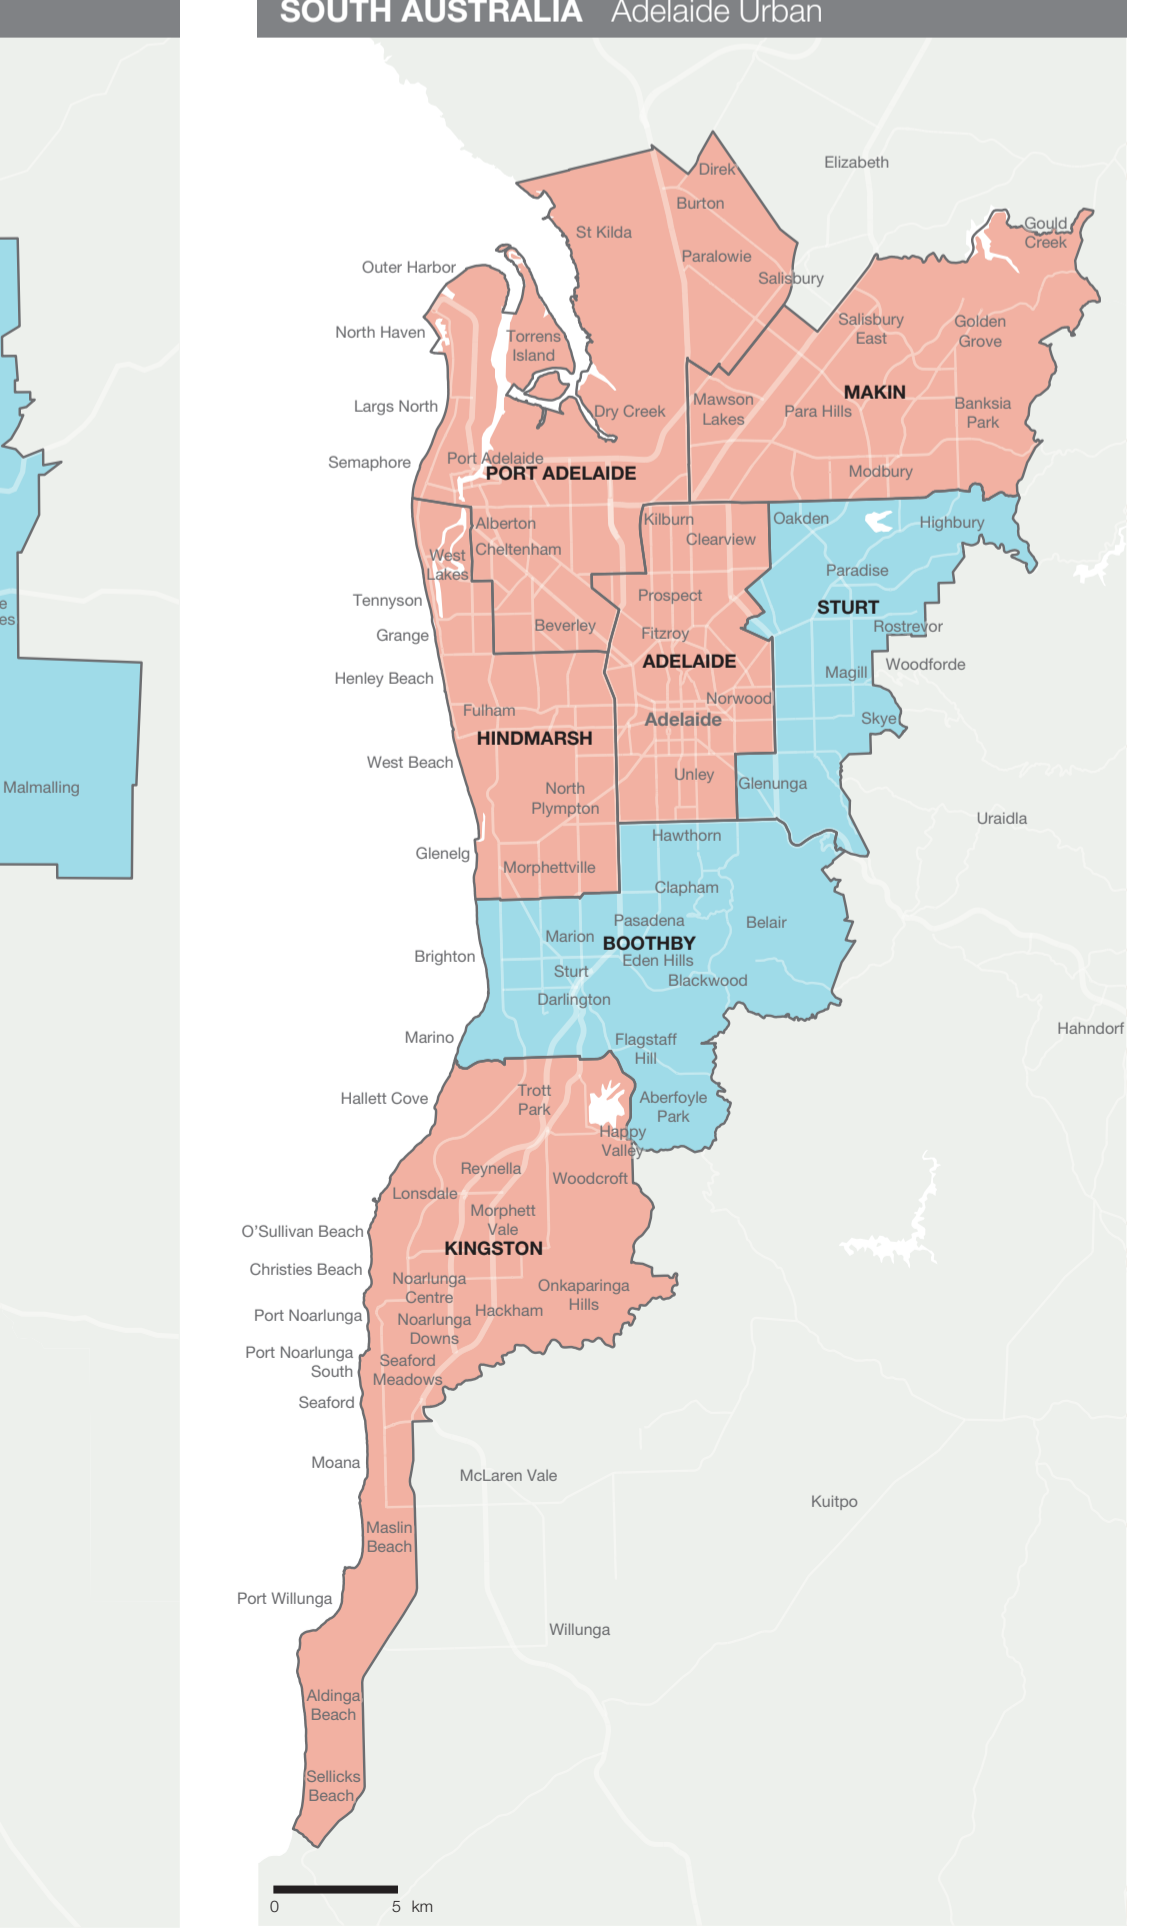 SOUTH AUSTRALIA Adelaide Urban
Direk
Elizabeth
Burton
St Kilda
Gould
Creek
Paralowie
Outer Harbor
Salisbury
North Haven
Torrens
Island
Salisbury
East
Golden
Grove
MAKIN
Mawson
Lakes
Largs North
Dry Creek
Para Hills
Banksia
Park
Semaphore
Port Adelaide
PORT ADELAIDE
Modbury
Alberton
Kilburn
Oakden
Highbury
Clearview
West
Lakes
Cheltenham
Paradise
Tennyson
Prospect
e
es
STURT
Grange
Beverley
Fitzroy
Rostrevor
ADELAIDE
Woodforde
Henley Beach
Magill
Norwood
Fulham
Adelaide
Skye
HINDMARSH
West Beach
Unley
Glenunga
Malmalling
North
Plympton
Uraidla
Hawthorn
Glenelg
Morphettville
Clapham
Pasadena
Belair
Marion
BOOTHBY
Brighton
Eden Hills
Sturt
Blackwood
Darlington
Hahndorf
Marino
Flagstaff
Hill
Hallett Cove
Trott
Park
Aberfoyle
Park
Happy
Valley
Reynella
Woodcroft
Lonsdale
Morphett
Vale
O'Sullivan Beach
KINGSTON
Christies Beach
Noarlunga
Centre
Onkaparinga
Hills
Port Noarlunga
Hackham
Noarlunga
Downs
Port Noarlunga
South
Seaford
Meadows
Seaford
Moana
McLaren Vale
Kuitpo
Maslin
Beach
Port Willunga
Willunga
Aldinga
Beach
Sellicks
Beach
0 5 km